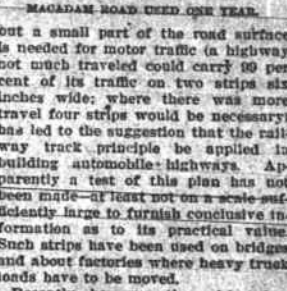 MACADAM ROAD USED ONE YEAR.
out a small part of the road surface
is needed for motor traffic (a highway
not much traveled could carry 99 per
cent of its traffic on two strips six
inches wide; where there was more
travel four strips would be necessary)
has led to the suggestion that the rail-
way track principle be applied in
building automobile highways. Ap-
parently a test of this plan has not
been made—at least not on a scale suf-
ficiently large to furnish conclusive in-
formation as to its practical value.
Such strips have been used on bridges
and about factories where heavy truck
loads have to be moved.